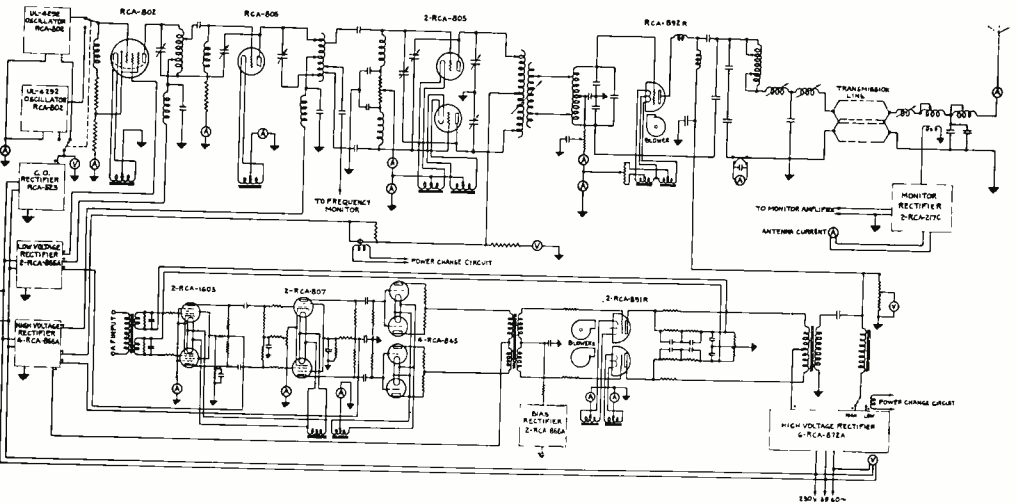 UL-4292
OSCILLATOR
RCA-802
RCA-802
RCA-805
2-RCA-805
RCA-892R
UL-4292
OSCILLATOR
RCA-802
BLOWER
TRANSMISSION
LINE
C.O.
RECTIFIER
RCA-523
TO FREQUENCY
MONITOR
MONITOR
RECTIFIER
2-RCA-217C
TO MONITOR AMPLIFIER
ANTENNA CURRENT
LOW VOLTAGE
RECTIFIER
2-RCA-866A
POWER CHANGE CIRCUIT
2-RCA-1603
2-RCA-807
4-RCA-845
2-RCA-891R
A F INPUT
HIGH VOLTAGE
RECTIFIER
4-RCA-866A
BLOWERS
BIAS
RECTIFIER
2-RCA-866A
HIGH
LOW
POWER CHANGE CIRCUIT
HIGH VOLTAGE RECTIFIER
6-RCA-872A
230V 3Ø 60~